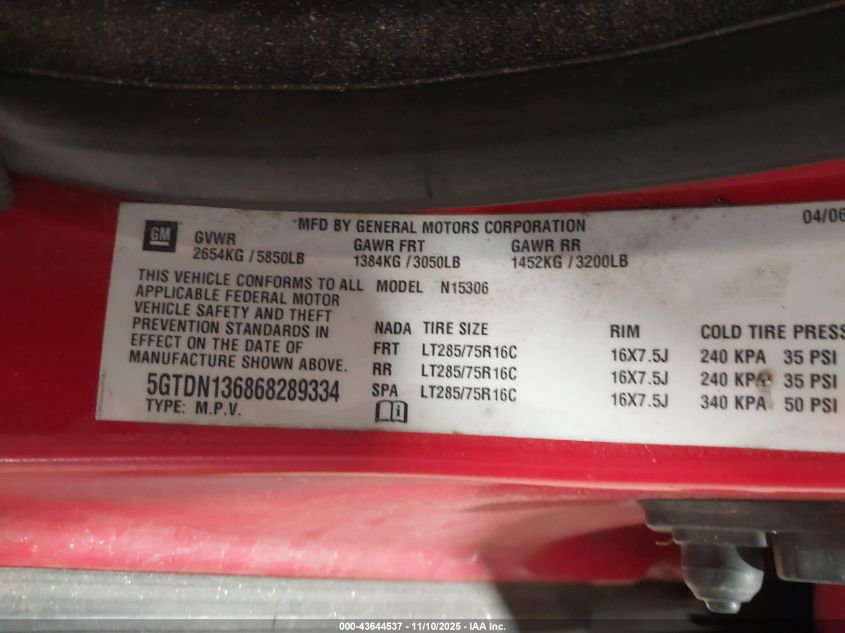 MFD BY GENERAL MOTORS CORPORATION 04/06
GM GVWR GAWR FRT GAWR RR
2654KG / 5850LB 1384KG / 3050LB 1452KG / 3200LB
THIS VEHICLE CONFORMS TO ALL
APPLICABLE FEDERAL MOTOR
VEHICLE SAFETY AND THEFT
PREVENTION STANDARDS IN
EFFECT ON THE DATE OF
MANUFACTURE SHOWN ABOVE.
5GTDN136868289334
TYPE: M.P.V.
MODEL N15306
NADA TIRE SIZE RIM COLD TIRE PRESS
FRT LT285/75R16C 16X7.5J 240 KPA 35 PSI
RR LT285/75R16C 16X7.5J 240 KPA 35 PSI
SPA LT285/75R16C 16X7.5J 340 KPA 50 PSI
000-43644537 - 11/10/2025 - IAA Inc.